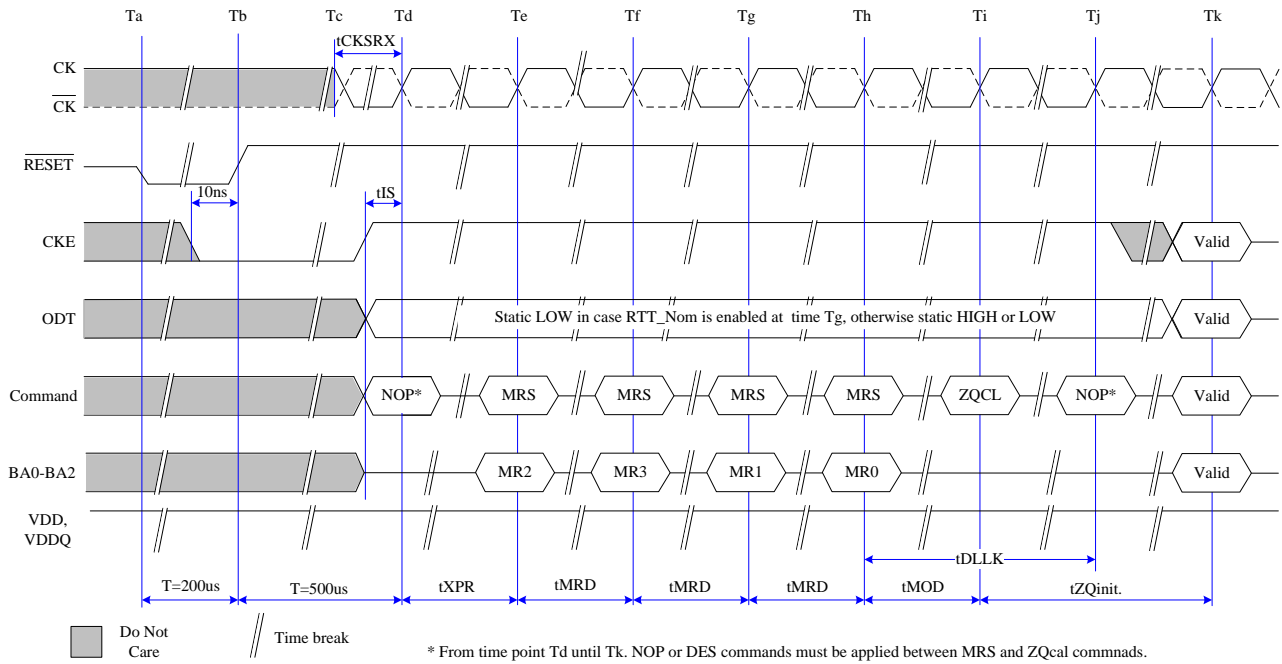 Ta Tb Tc Td Te Tf Tg Th Ti Tj Tk
tCKSRX
CK
CK
RESET
10ns
tIS
CKE
Valid
ODT
Static LOW in case RTT_Nom is enabled at time Tg, otherwise static HIGH or LOW
Valid
Command
NOP* MRS MRS MRS MRS ZQCL NOP* Valid
BA0-BA2
MR2 MR3 MR1 MR0 Valid
VDD,
VDDQ
tDLLK
T=200us T=500us tXPR tMRD tMRD tMRD tMOD tZQinit.
Do Not
Care
Time break
* From time point Td until Tk. NOP or DES commands must be applied between MRS and ZQcal commnads.